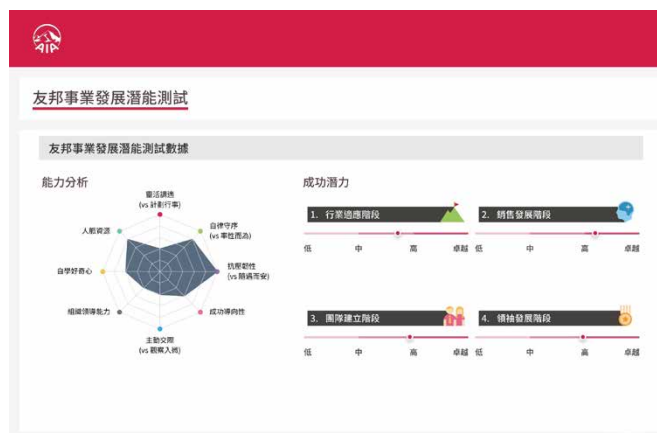 AIA
友邦事業發展潛能測試
友邦事業發展潛能測試數據
能力分析
靈活調適
(vs 計劃行事)
自律守序
(vs 率性而為)
抗壓韌性
(vs 隨遇而安)
成功導向性
主動交際
(vs 觀察入微)
組織領導能力
自學好奇心
人脈資源
成功潛力
1. 行業適應階段
低 中 高 卓越
2. 銷售發展階段
低 中 高 卓越
3. 團隊建立階段
低 中 高 卓越
4. 領袖發展階段
低 中 高 卓越